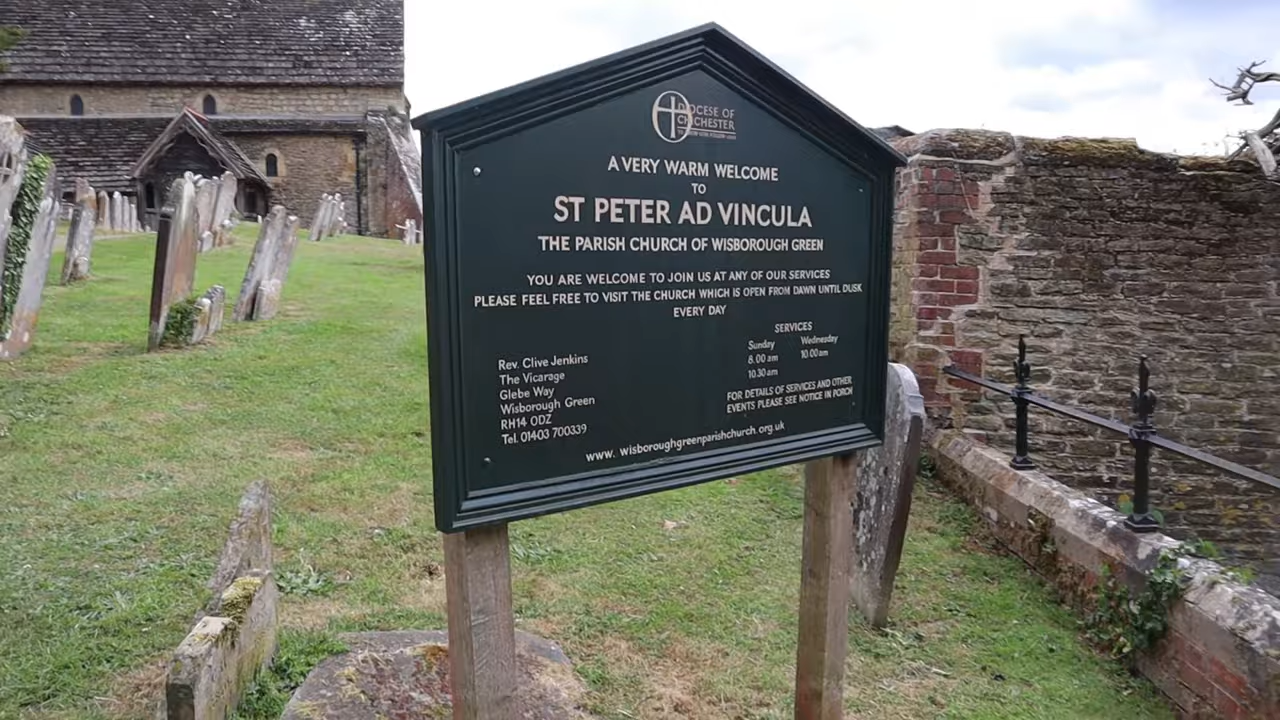 DIOCESE OF
CHICHESTER
A VERY WARM WELCOME
TO
ST PETER AD VINCULA
THE PARISH CHURCH OF WISBOROUGH GREEN
YOU ARE WELCOME TO JOIN US AT ANY OF OUR SERVICES
PLEASE FEEL FREE TO VISIT THE CHURCH WHICH IS OPEN FROM DAWN UNTIL DUSK
EVERY DAY
Rev. Clive Jenkins
The Vicarage
Glebe Way
Wisborough Green
RH14 0DZ
Tel. 01403 700339
SERVICES
Sunday Wednesday
8.00 am 10.00am
10.30 am
FOR DETAILS OF SERVICES AND OTHER
EVENTS PLEASE SEE NOTICE IN PORCH
www. wisboroughgreenparishchurch.org.uk